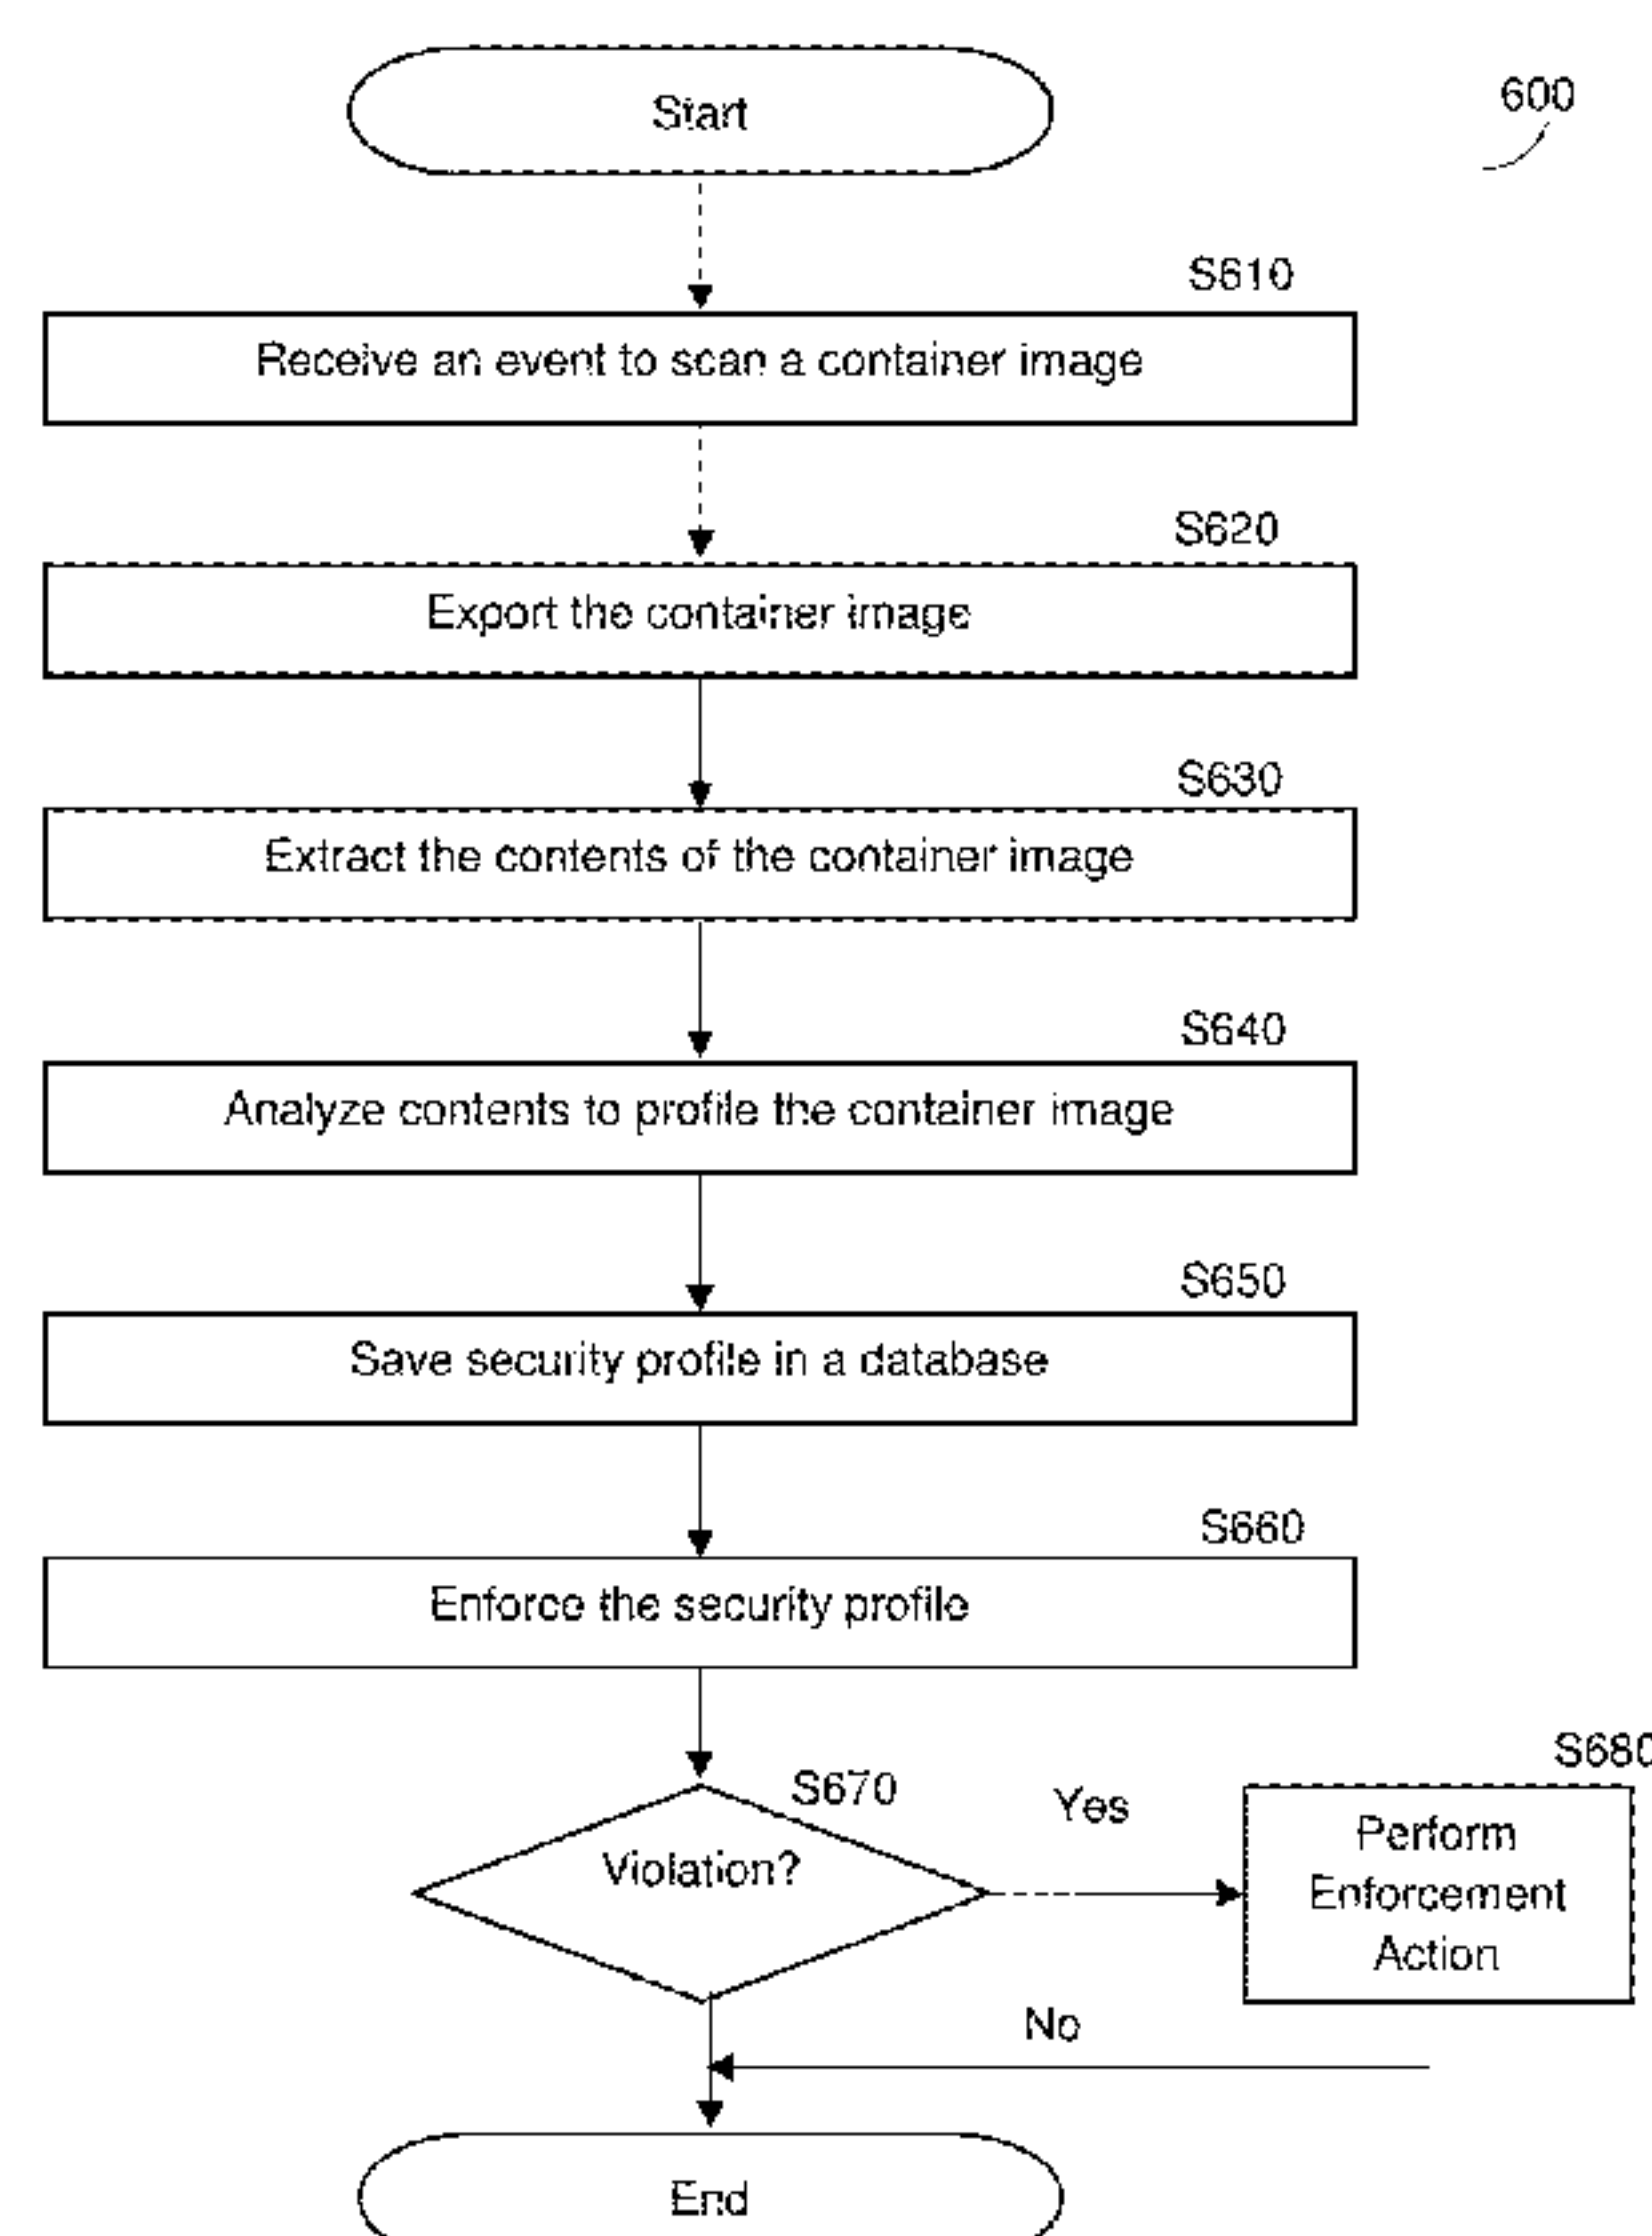 Start
600
S610
Receive an event to scan a container image
S620
Export the container image
S630
Extract the contents of the container image
S640
Analyze contents to profile the container image
S650
Save security profile in a database
S660
Enforce the security profile
S670
Violation?
Yes
S680
Perform
Enforcement
Action
No
End